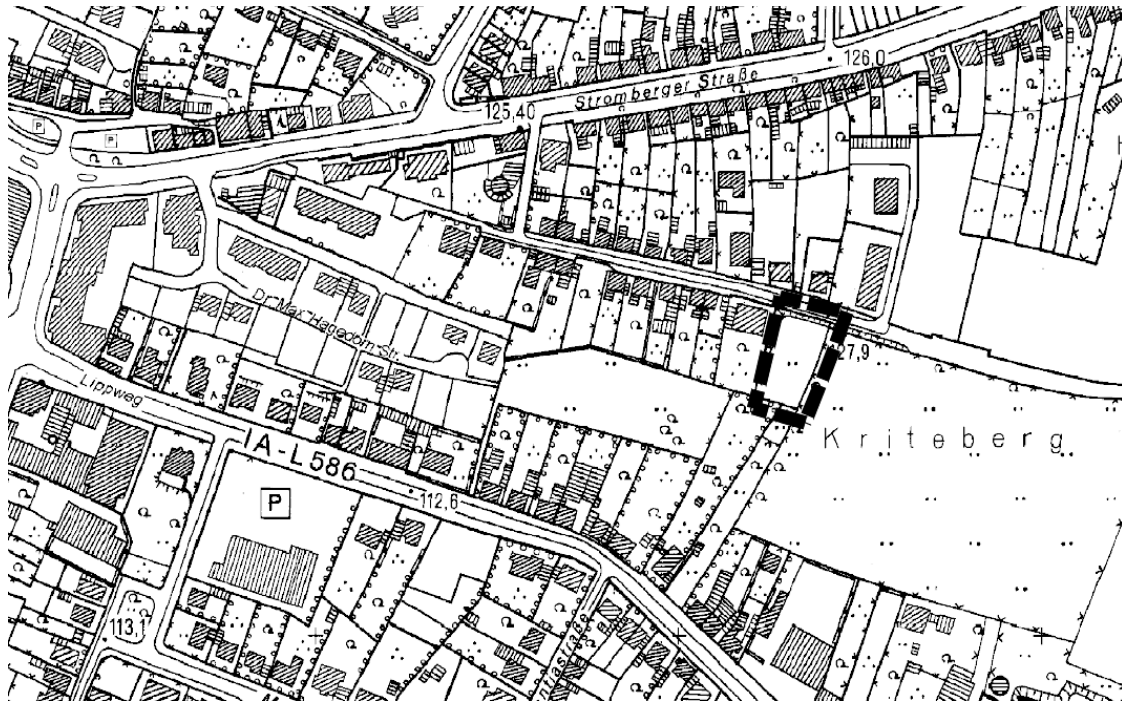 126,0
Stromberger Straße
125,40
P
P
Dr.-Max-Hagedorn-Str.
27,9
Lippweg
Kriteberg
IA-L586
P
112,6
113,1